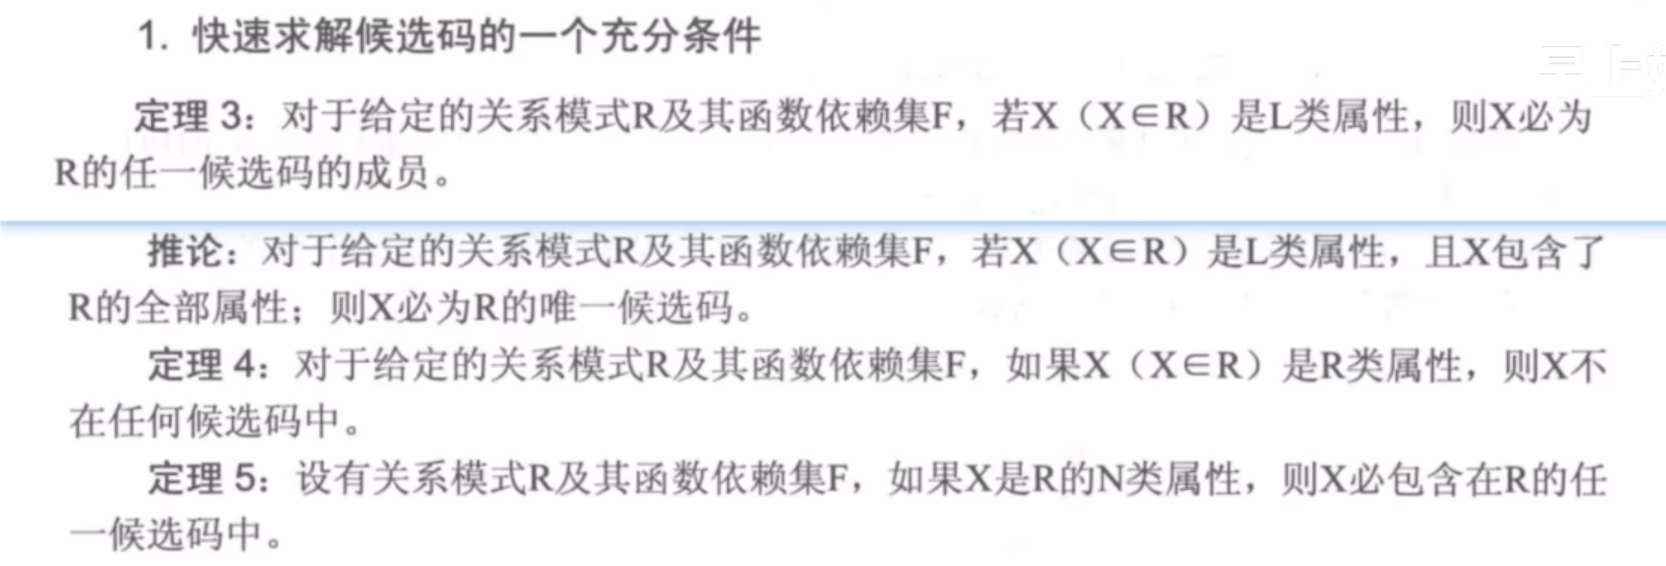 1. 快速求解候选码的一个充分条件
定理 3：对于给定的关系模式R及其函数依赖集F，若X（X∈R）是L类属性，则X必为
R的任一候选码的成员。
推论：对于给定的关系模式R及其函数依赖集F，若X（X∈R）是L类属性，且X包含了
R的全部属性；则X必为R的唯一候选码。
定理 4：对于给定的关系模式R及其函数依赖集F，如果X（X∈R）是R类属性，则X不
在任何候选码中。
定理 5：设有关系模式R及其函数依赖集F，如果X是R的N类属性，则X必包含在R的任
一候选码中。